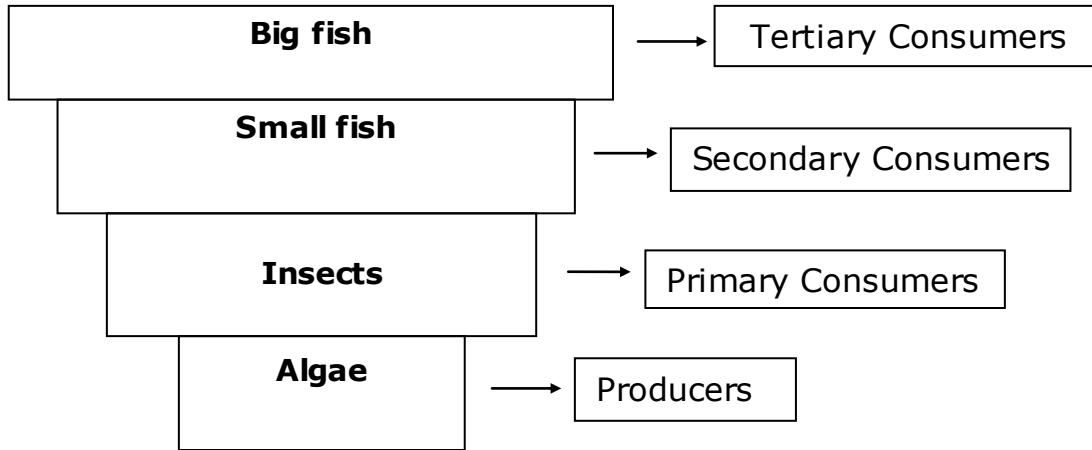 Big fish
Tertiary Consumers
Small fish
Secondary Consumers
Insects
Primary Consumers
Algae
Producers